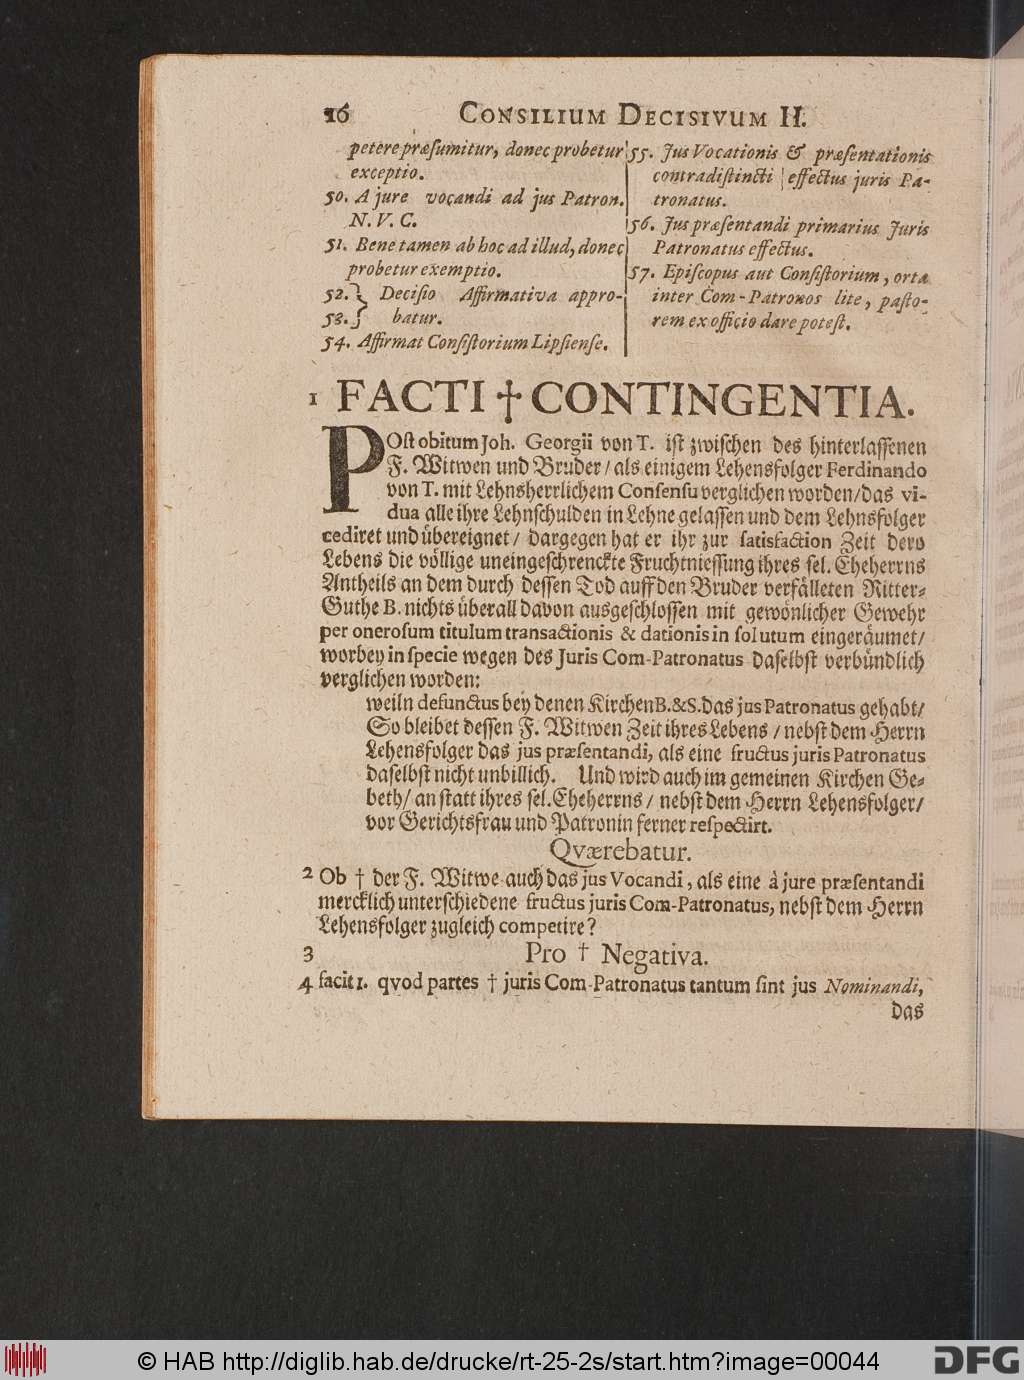 16 CONSILIUM DECISIVUM II.
petere præsumitur, donec probetur
exceptio.
50. A jure vocandi ad jus Patron.
N. V. C.
51. Bene tamen ab hoc ad illud, donec
probetur exemptio.
52.} Decisio Affirmativa appro-
53.} batur.
54. Affirmat Consistorium Lipsiense.
55. Jus Vocationis & præsentationis
contradistincti effectus juris Pa-
tronatus.
56. Jus præsentandi primarius Juris
Patronatus effectus.
57. Episcopus aut Consistorium, orta
inter Com-Patronos lite, pasto-
rem ex officio dare potest.
1 FACTI † CONTINGENTIA.
POst obitum Joh. Georgii von T. ist zwischen des hinterlassenen
F. Witwen und Bruder / als einigem Lehensfolger Ferdinando
von T. mit Lehnsherrlichem Consensu verglichen worden / das vi-
dua alle ihre Lehnschulden in Lehne gelassen und dem Lehnsfolger
cediret und übereignet / dargegen hat er ihr zur satisfaction Zeit dero
Lebens die völlige uneingeschrenckte Fruchtniessung ihres sel. Eheherrns
Antheils an dem durch dessen Tod auff den Bruder verfälleten Ritter-
Guthe B. nichts überall davon ausgeschlossen mit gewönlicher Gewehr
per onerosum titulum transactionis & dationis in solutum eingeräumet /
worbey in specie wegen des Juris Com-Patronatus daselbst verbündlich
verglichen worden:
weiln defunctus bey denen Kirchen B. & S. das jus Patronatus gehabt /
So bleibet dessen F. Witwen Zeit ihres Lebens / nebst dem Herrn
Lehensfolger das jus præsentandi, als eine fructus juris Patronatus
daselbst nicht unbillich. Und wird auch im gemeinen Kirchen Ge-
beth / an statt ihres sel. Eheherrns / nebst dem Herrn Lehensfolger /
vor Gerichtsfrau und Patronin ferner respectirt.
Qværebatur.
2 Ob † der F. Witwe auch das jus Vocandi, als eine à jure præsentandi
mercklich unterschiedene fructus juris Com-Patronatus, nebst dem Herrn
Lehensfolger zugleich competire?
3 Pro † Negativa.
4 facit 1. qvod partes † juris Com-Patronatus tantum sint jus Nominandi,
das
© HAB http://diglib.hab.de/drucke/rt-25-2s/start.htm?image=00044
DFG